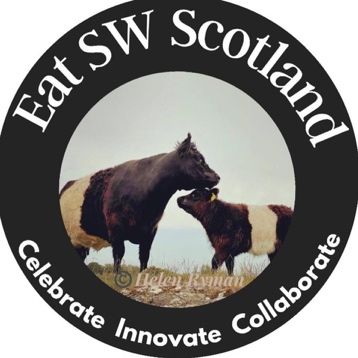 Eat SW Scotland
© Helen Ryman
Celebrate Innovate Collaborate